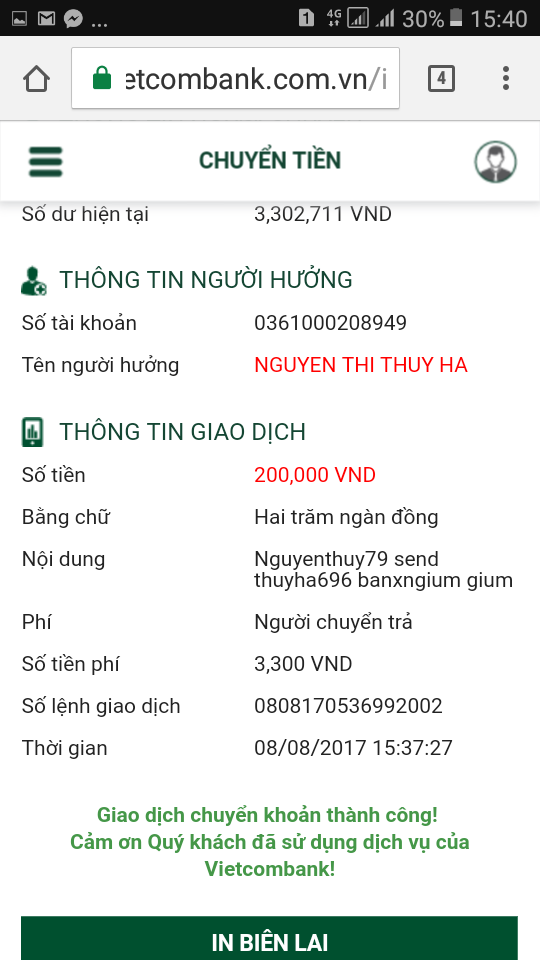 1 4G 30% 15:40
etcombank.com.vn/i
4
CHUYỂN TIỀN
Số dư hiện tại 3,302,711 VND
THÔNG TIN NGƯỜI HƯỞNG
Số tài khoản 0361000208949
Tên người hưởng NGUYEN THI THUY HA
THÔNG TIN GIAO DỊCH
Số tiền 200,000 VND
Bằng chữ Hai trăm ngàn đồng
Nội dung Nguyenthuy79 send
thuyha696 banxngium gium
Phí Người chuyển trả
Số tiền phí 3,300 VND
Số lệnh giao dịch 0808170536992002
Thời gian 08/08/2017 15:37:27
Giao dịch chuyển khoản thành công!
Cảm ơn Quý khách đã sử dụng dịch vụ của
Vietcombank!
IN BIÊN LAI